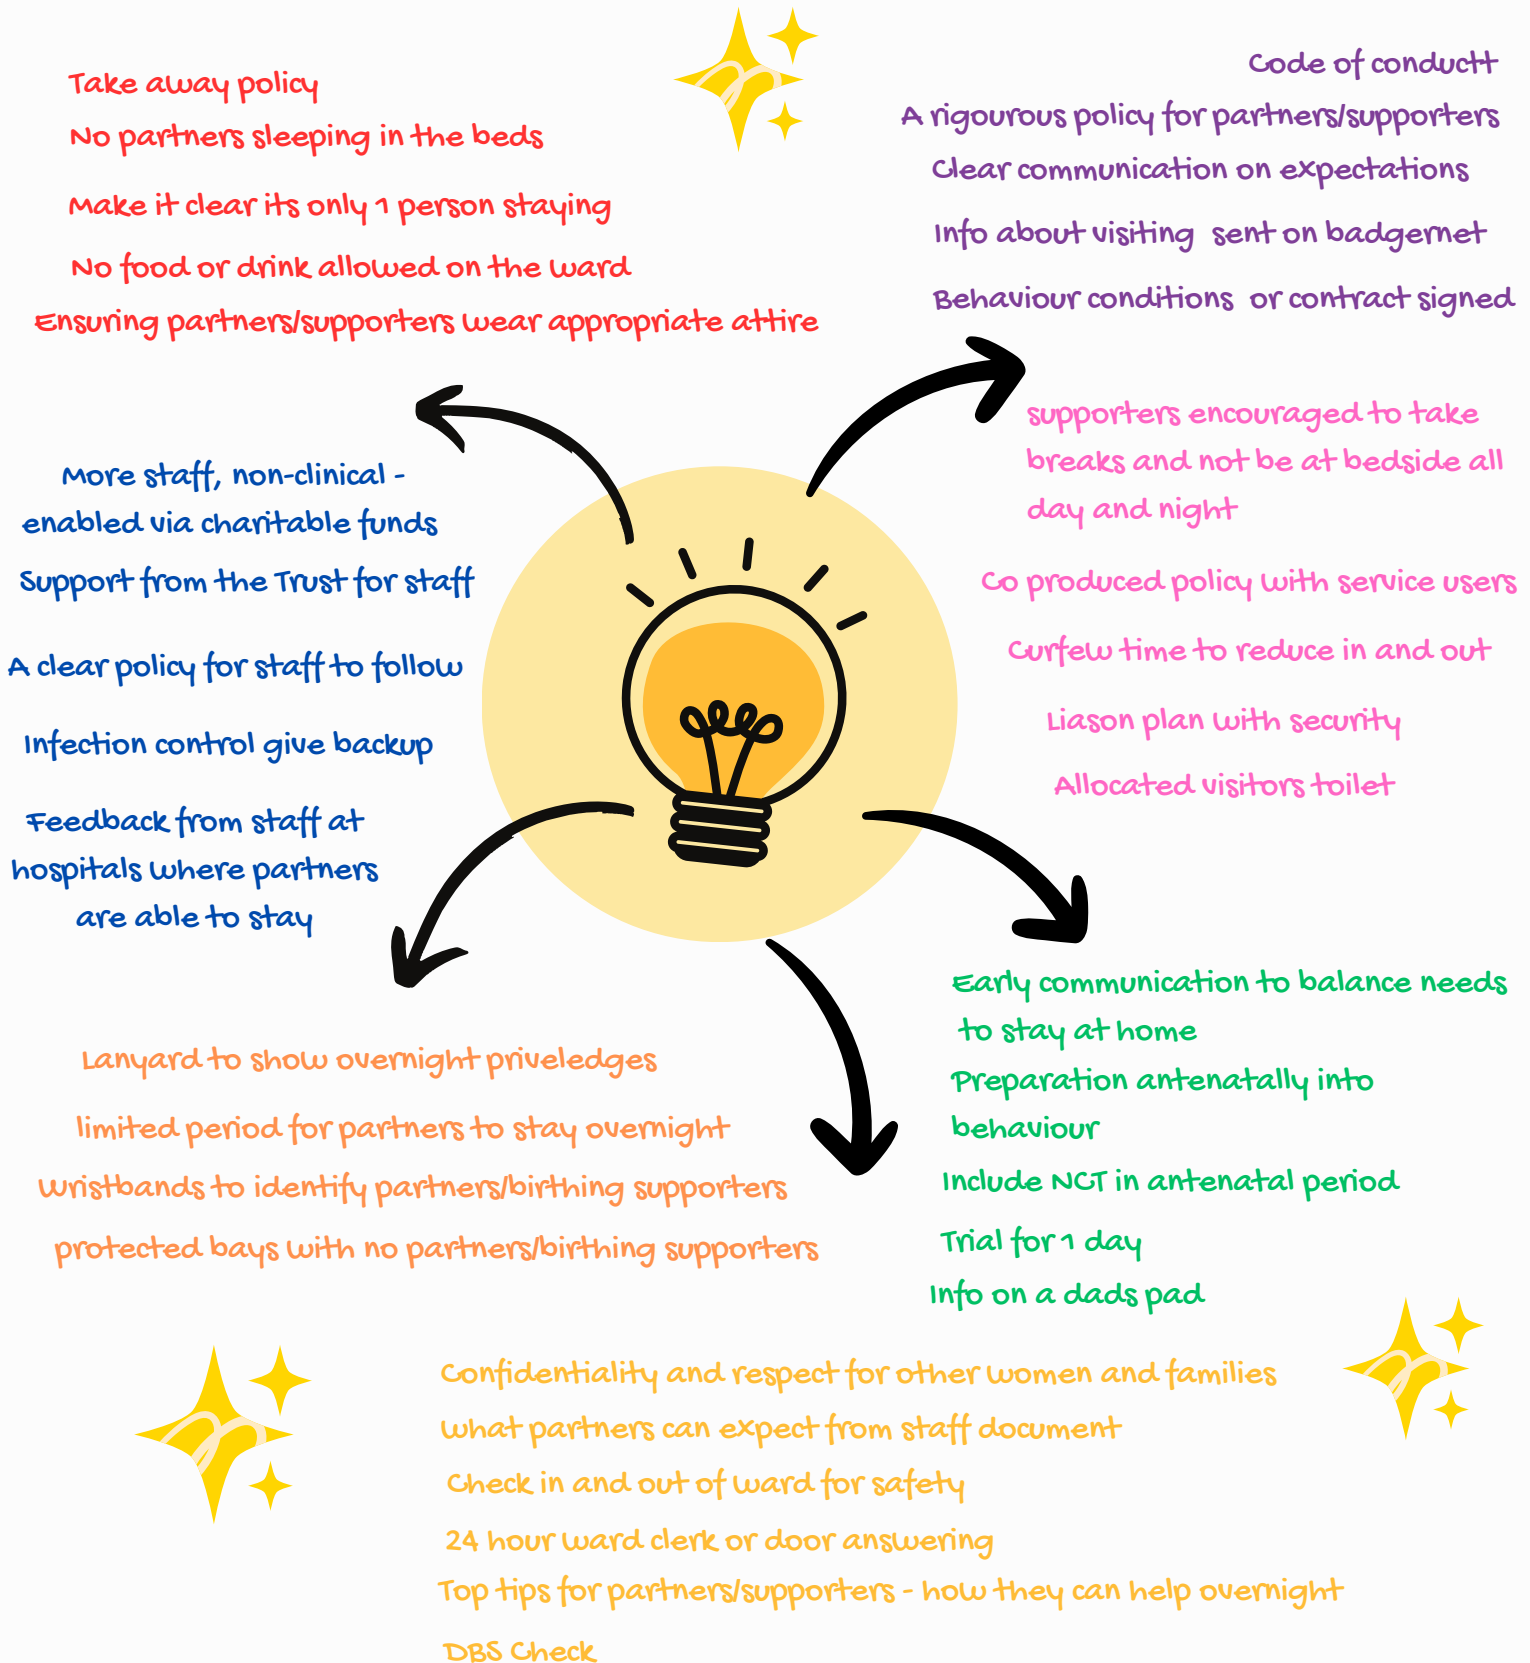 Take away policy
No partners sleeping in the beds
Make it clear its only 1 person staying
No food or drink allowed on the ward
Ensuring partners/supporters wear appropriate attire
Code of conductt
A rigourous policy for partners/supporters
Clear communication on expectations
Info about visiting sent on badgernet
Behaviour conditions or contract signed
More staff, non-clinical -
enabled via charitable funds
Support from the Trust for staff
A clear policy for staff to follow
Infection control give backup
Feedback from staff at
hospitals where partners
are able to stay
supporters encouraged to take
breaks and not be at bedside all
day and night
Co produced policy with service users
Curfew time to reduce in and out
Liason plan with security
Allocated visitors toilet
Lanyard to show overnight priveledges
limited period for partners to stay overnight
Wristbands to identify partners/birthing supporters
protected bays with no partners/birthing supporters
Early communication to balance needs
to stay at home
Preparation antenatally into
behaviour
Include NCT in antenatal period
Trial for 1 day
Info on a dads pad
Confidentiality and respect for other women and families
What partners can expect from staff document
Check in and out of ward for safety
24 hour ward clerk or door answering
Top tips for partners/supporters - how they can help overnight
DBS Check